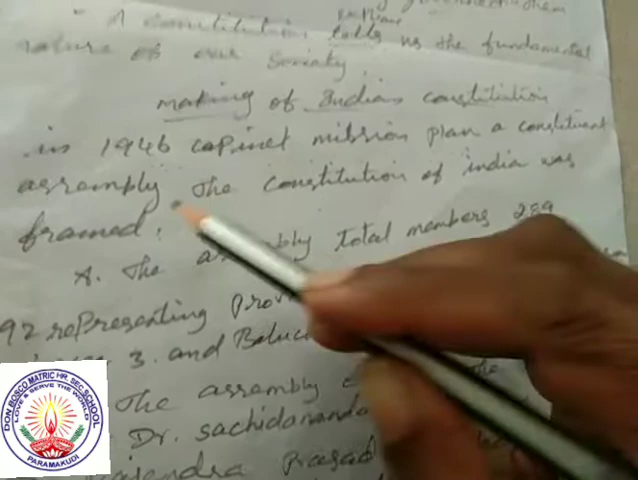 A constitution tells us the fundamental
nature of our Society
making of Indian constitution
in 1946 cabinet mission plan a constituent
assembly The constitution of india was
framed.
A. The assembly total members 389
92 rePresenting Prov
3. and Baluc
The assembly
Dr. sachidananda
Rajendra Prasad
DON BOSCO MATRIC HR. SEC. SCHOOL
LOVE & SERVE THE WORLD
PARAMAKUDI